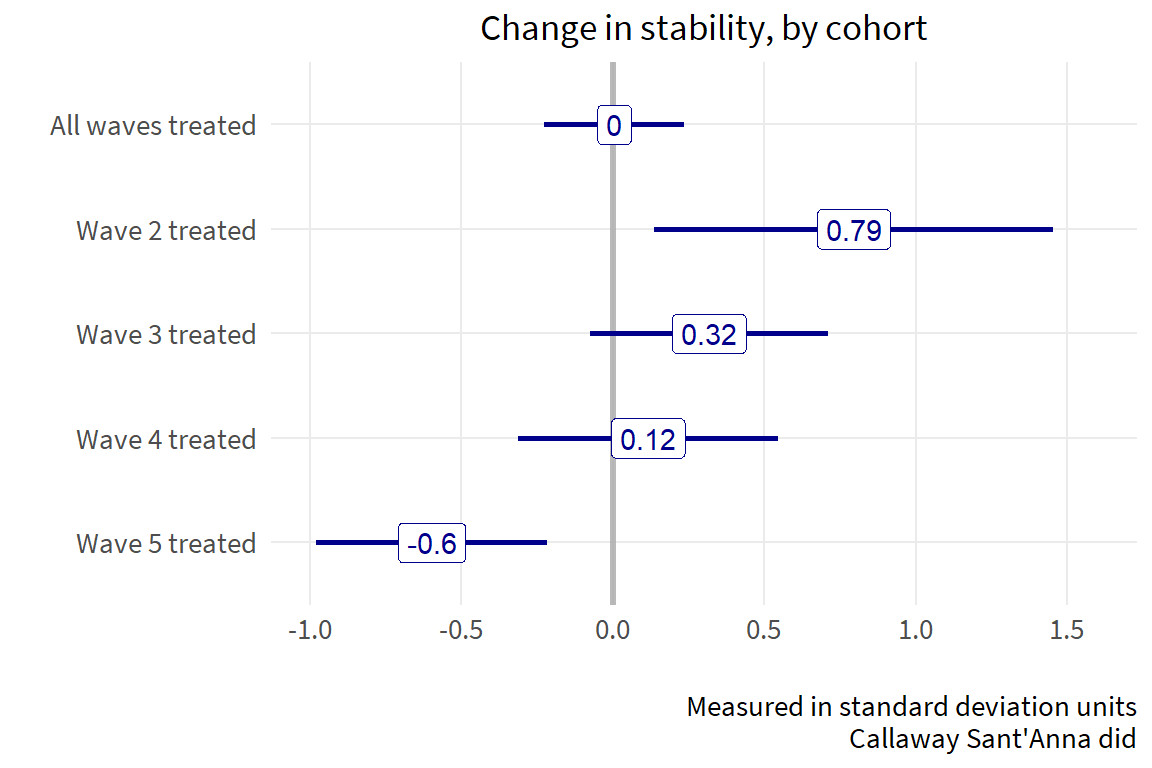 Change in stability, by cohort
All waves treated
0
Wave 2 treated
0.79
Wave 3 treated
0.32
Wave 4 treated
0.12
Wave 5 treated
-0.6
-1.0 -0.5 0.0 0.5 1.0 1.5
Measured in standard deviation units
Callaway Sant'Anna did